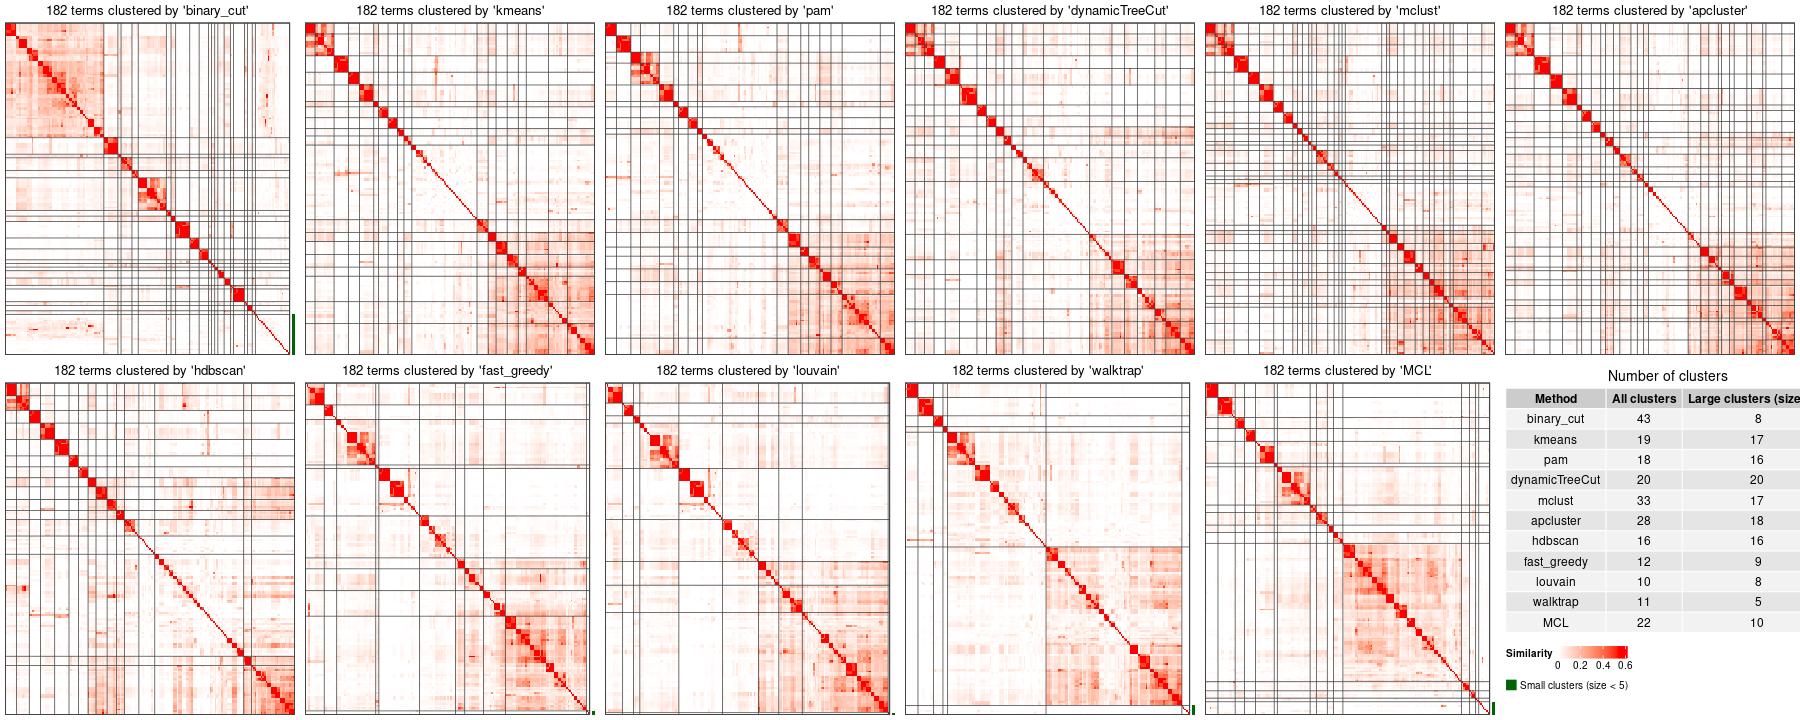 182 terms clustered by 'binary_cut'
182 terms clustered by 'kmeans'
182 terms clustered by 'pam'
182 terms clustered by 'dynamicTreeCut'
182 terms clustered by 'mclust'
182 terms clustered by 'apcluster'
182 terms clustered by 'hdbscan'
182 terms clustered by 'fast_greedy'
182 terms clustered by 'louvain'
182 terms clustered by 'walktrap'
182 terms clustered by 'MCL'
Number of clusters
Method All clusters Large clusters (size
binary_cut 43 8
kmeans 19 17
pam 18 16
dynamicTreeCut 20 20
mclust 33 17
apcluster 28 18
hdbscan 16 16
fast_greedy 12 9
louvain 10 8
walktrap 11 5
MCL 22 10
Similarity
0 0.2 0.4 0.6
Small clusters (size < 5)